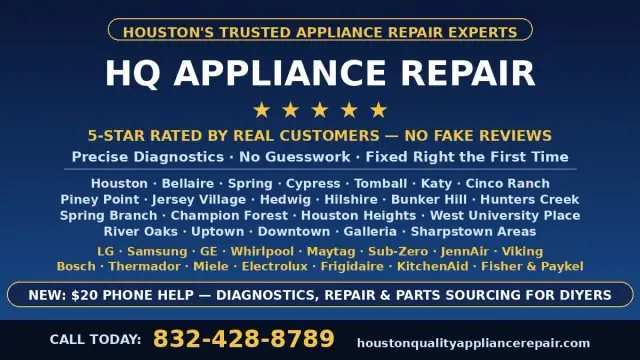 HOUSTON'S TRUSTED APPLIANCE REPAIR EXPERTS
HQ APPLIANCE REPAIR
★ ★ ★ ★ ★
5-STAR RATED BY REAL CUSTOMERS — NO FAKE REVIEWS
Precise Diagnostics · No Guesswork · Fixed Right the First Time
Houston · Bellaire · Spring · Cypress · Tomball · Katy · Cinco Ranch
Piney Point · Jersey Village · Hedwig · Hilshire · Bunker Hill · Hunters Creek
Spring Branch · Champion Forest · Houston Heights · West University Place
River Oaks · Uptown · Downtown · Galleria · Sharpstown Areas
LG · Samsung · GE · Whirlpool · Maytag · Sub-Zero · JennAir · Viking
Bosch · Thermador · Miele · Electrolux · Frigidaire · KitchenAid · Fisher & Paykel
NEW: $20 PHONE HELP — DIAGNOSTICS, REPAIR & PARTS SOURCING FOR DIYERS
CALL TODAY: 832-428-8789 houstonqualityappliancerepair.com